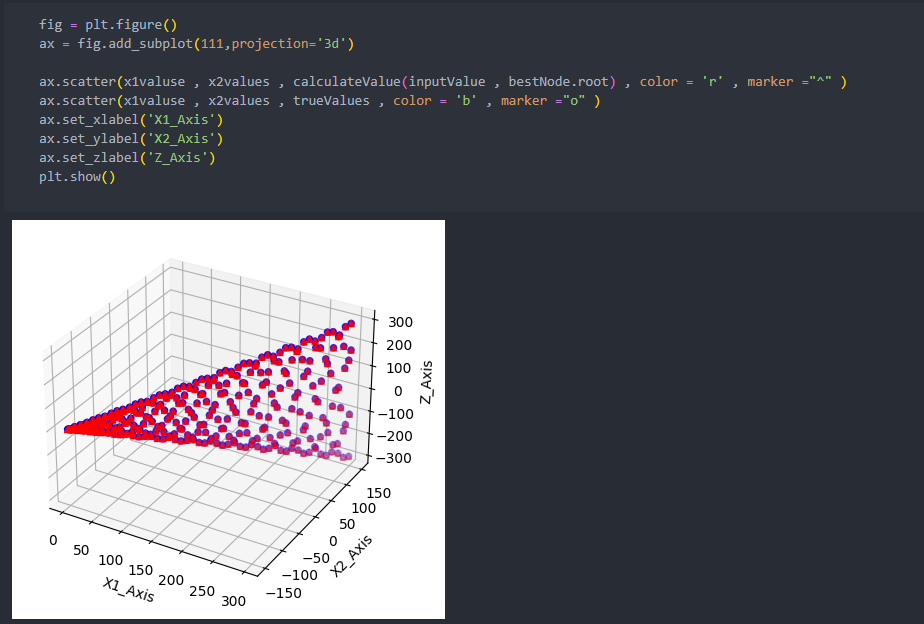 fig = plt.figure()
ax = fig.add_subplot(111,projection='3d')
ax.scatter(x1valuse , x2values , calculateValue(inputValue , bestNode.root) , color = 'r' , marker ="^" )
ax.scatter(x1valuse , x2values , trueValues , color = 'b' , marker ="o" )
ax.set_xlabel('X1_Axis')
ax.set_ylabel('X2_Axis')
ax.set_zlabel('Z_Axis')
plt.show()
300
200
100
0
−100
−200
−300
Z_Axis
150
100
50
0
−50
−100
−150
X2_Axis
0
50
100
150
200
250
300
X1_Axis